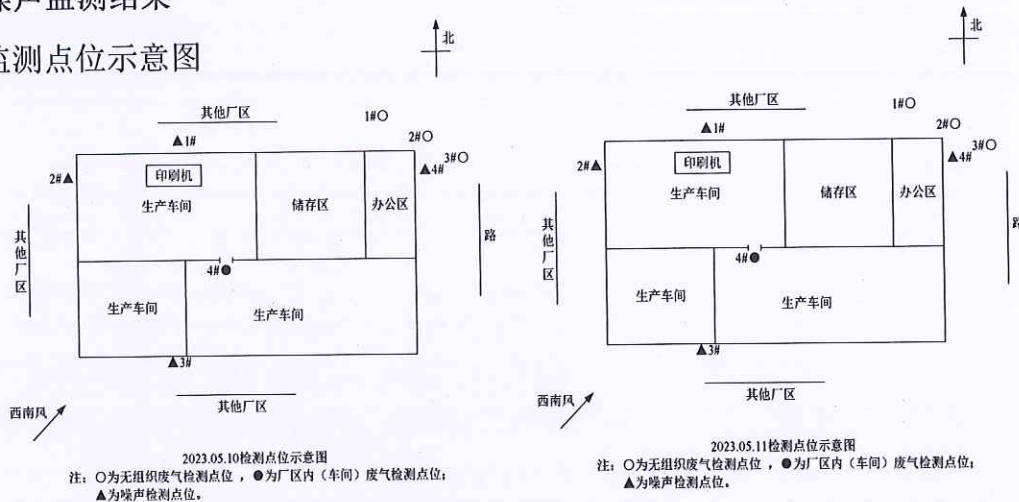 噪声监测结果
监测点位示意图
北
其他厂区
1#○
▲1#
2#○
3#○
2#▲
▲4#
印刷机
生产车间
储存区
办公区
其他厂区
路
4#●
生产车间
生产车间
▲3#
其他厂区
西南风
2023.05.10检测点位示意图
注：○为无组织废气检测点位，●为厂区内（车间）废气检测点位；
▲为噪声检测点位。
北
其他厂区
1#○
▲1#
2#○
3#○
2#▲
▲4#
印刷机
生产车间
储存区
办公区
其他厂区
路
4#●
生产车间
生产车间
▲3#
其他厂区
西南风
2023.05.11检测点位示意图
注：○为无组织废气检测点位，●为厂区内（车间）废气检测点位；
▲为噪声检测点位。